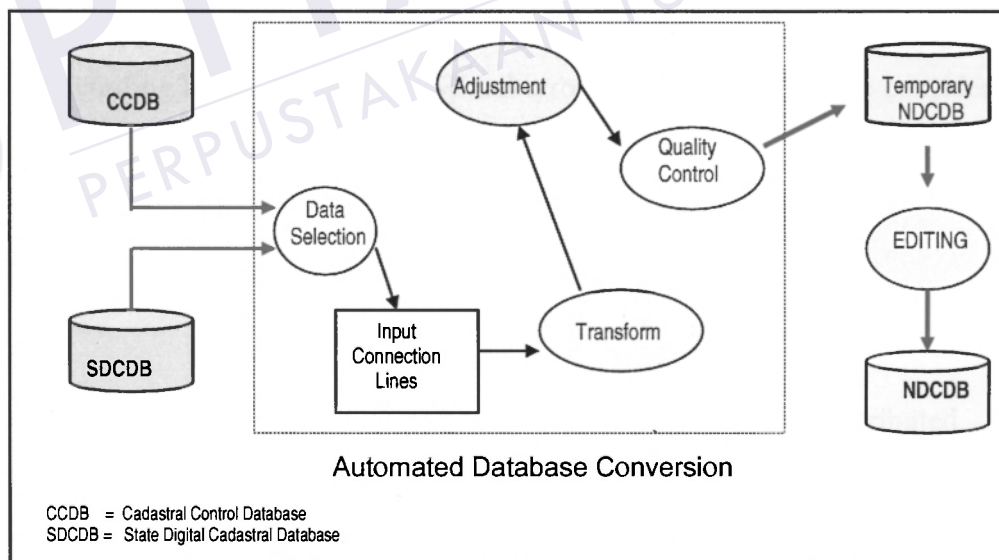 CCDB
SDCDB
Data
Selection
Input
Connection
Lines
Transform
Adjustment
Quality
Control
Temporary
NDCDB
EDITING
NDCDB
Automated Database Conversion
CCDB = Cadastral Control Database
SDCDB = State Digital Cadastral Database
PERPUSTAKAAN